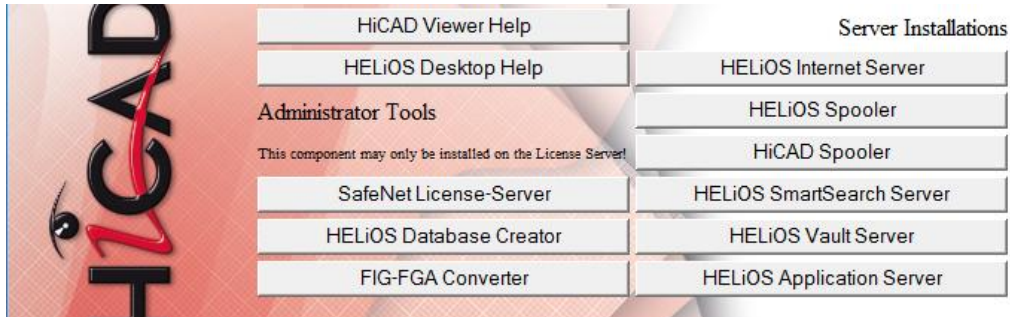 HiCAD
HiCAD Viewer Help
HELiOS Desktop Help
Administrator Tools
This component may only be installed on the License Server!
SafeNet License-Server
HELiOS Database Creator
FIG-FGA Converter
Server Installations
HELiOS Internet Server
HELiOS Spooler
HiCAD Spooler
HELiOS SmartSearch Server
HELiOS Vault Server
HELiOS Application Server